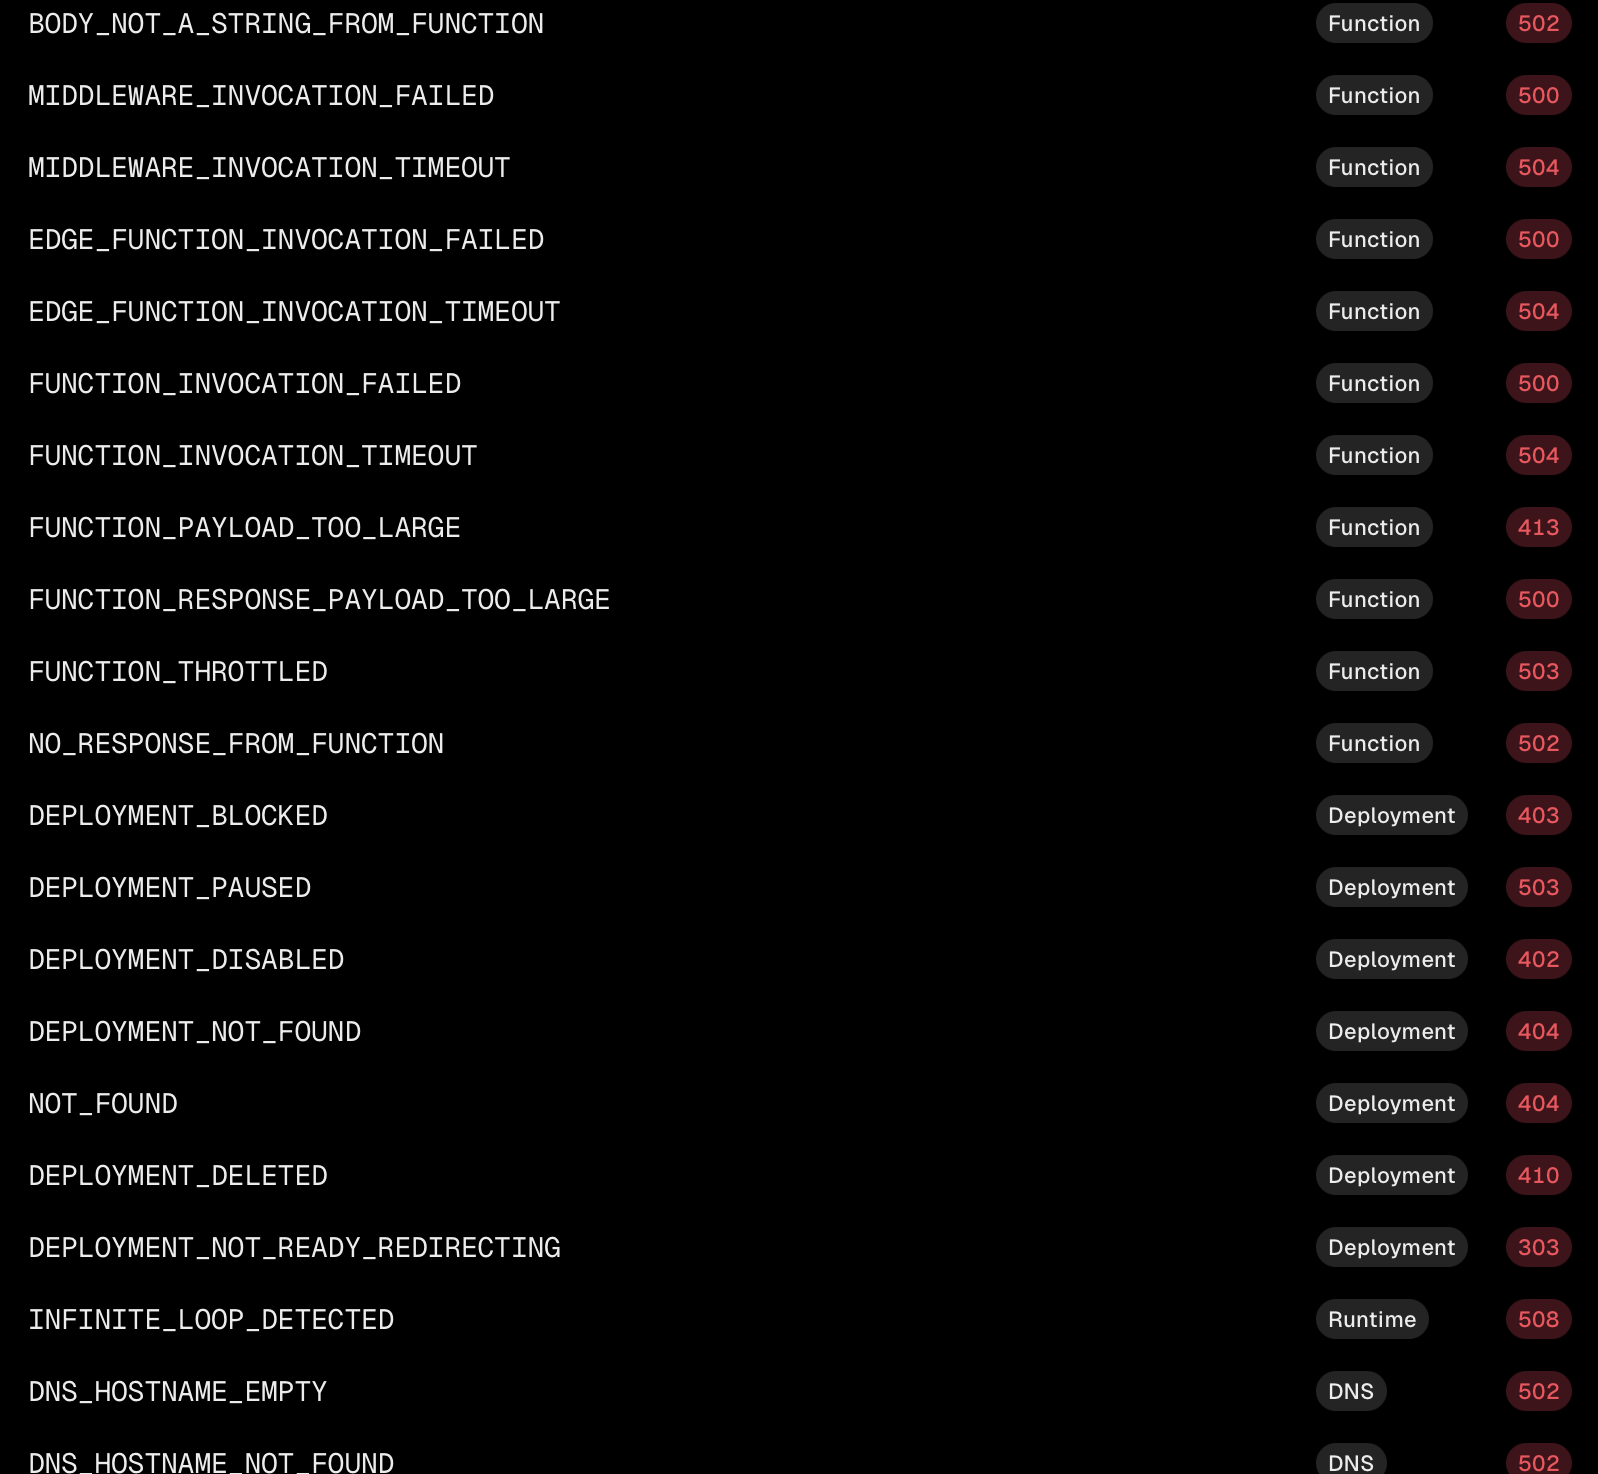 BODY_NOT_A_STRING_FROM_FUNCTION Function 502
MIDDLEWARE_INVOCATION_FAILED Function 500
MIDDLEWARE_INVOCATION_TIMEOUT Function 504
EDGE_FUNCTION_INVOCATION_FAILED Function 500
EDGE_FUNCTION_INVOCATION_TIMEOUT Function 504
FUNCTION_INVOCATION_FAILED Function 500
FUNCTION_INVOCATION_TIMEOUT Function 504
FUNCTION_PAYLOAD_TOO_LARGE Function 413
FUNCTION_RESPONSE_PAYLOAD_TOO_LARGE Function 500
FUNCTION_THROTTLED Function 503
NO_RESPONSE_FROM_FUNCTION Function 502
DEPLOYMENT_BLOCKED Deployment 403
DEPLOYMENT_PAUSED Deployment 503
DEPLOYMENT_DISABLED Deployment 402
DEPLOYMENT_NOT_FOUND Deployment 404
NOT_FOUND Deployment 404
DEPLOYMENT_DELETED Deployment 410
DEPLOYMENT_NOT_READY_REDIRECTING Deployment 303
INFINITE_LOOP_DETECTED Runtime 508
DNS_HOSTNAME_EMPTY DNS 502
DNS_HOSTNAME_NOT_FOUND DNS 502